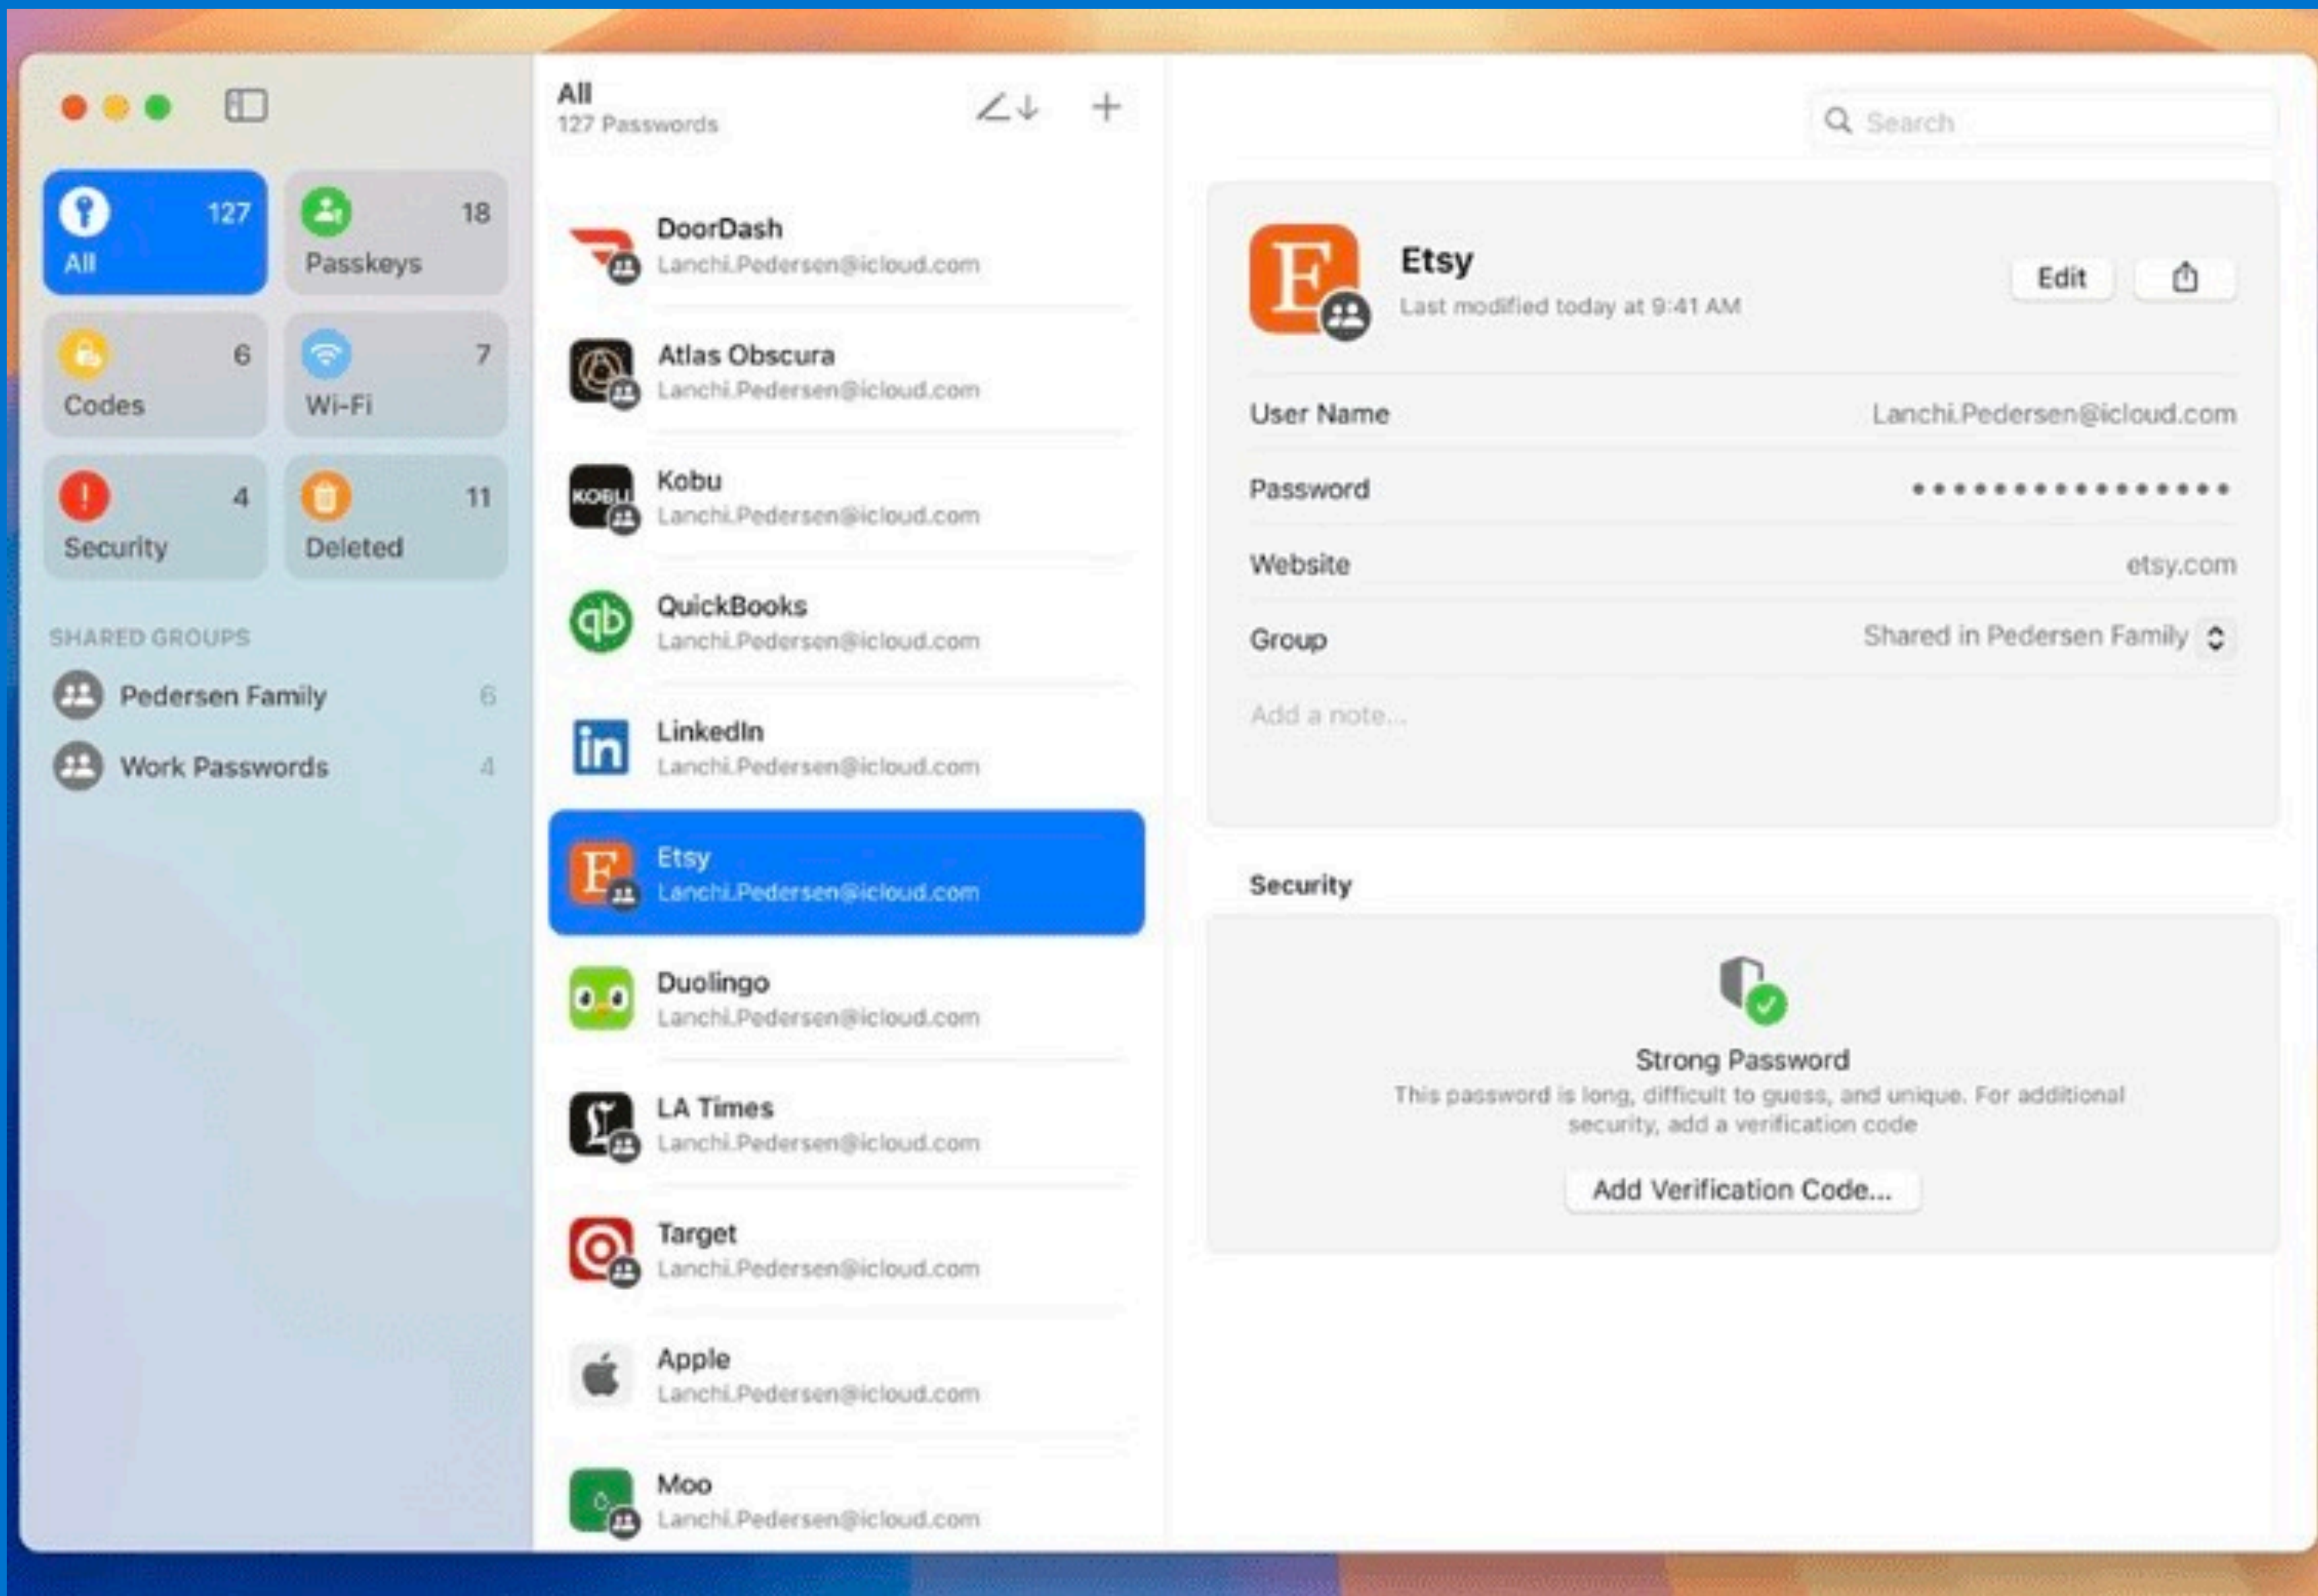 127
All
18
Passkeys
6
Codes
7
Wi-Fi
4
Security
11
Deleted
SHARED GROUPS
Pedersen Family 6
Work Passwords 4
All
127 Passwords
DoorDash
Lanchi.Pedersen@icloud.com
Atlas Obscura
Lanchi.Pedersen@icloud.com
KOBU
Kobu
Lanchi.Pedersen@icloud.com
qb
QuickBooks
Lanchi.Pedersen@icloud.com
in
LinkedIn
Lanchi.Pedersen@icloud.com
E
Etsy
Lanchi.Pedersen@icloud.com
Duolingo
Lanchi.Pedersen@icloud.com
LA Times
Lanchi.Pedersen@icloud.com
Target
Lanchi.Pedersen@icloud.com
Apple
Lanchi.Pedersen@icloud.com
Moo
Lanchi.Pedersen@icloud.com
Search
E
Etsy
Last modified today at 9:41 AM
Edit
User Name Lanchi.Pedersen@icloud.com
Password ••••••••••••••••
Website etsy.com
Group Shared in Pedersen Family
Add a note...
Security
Strong Password
This password is long, difficult to guess, and unique. For additional
security, add a verification code
Add Verification Code...